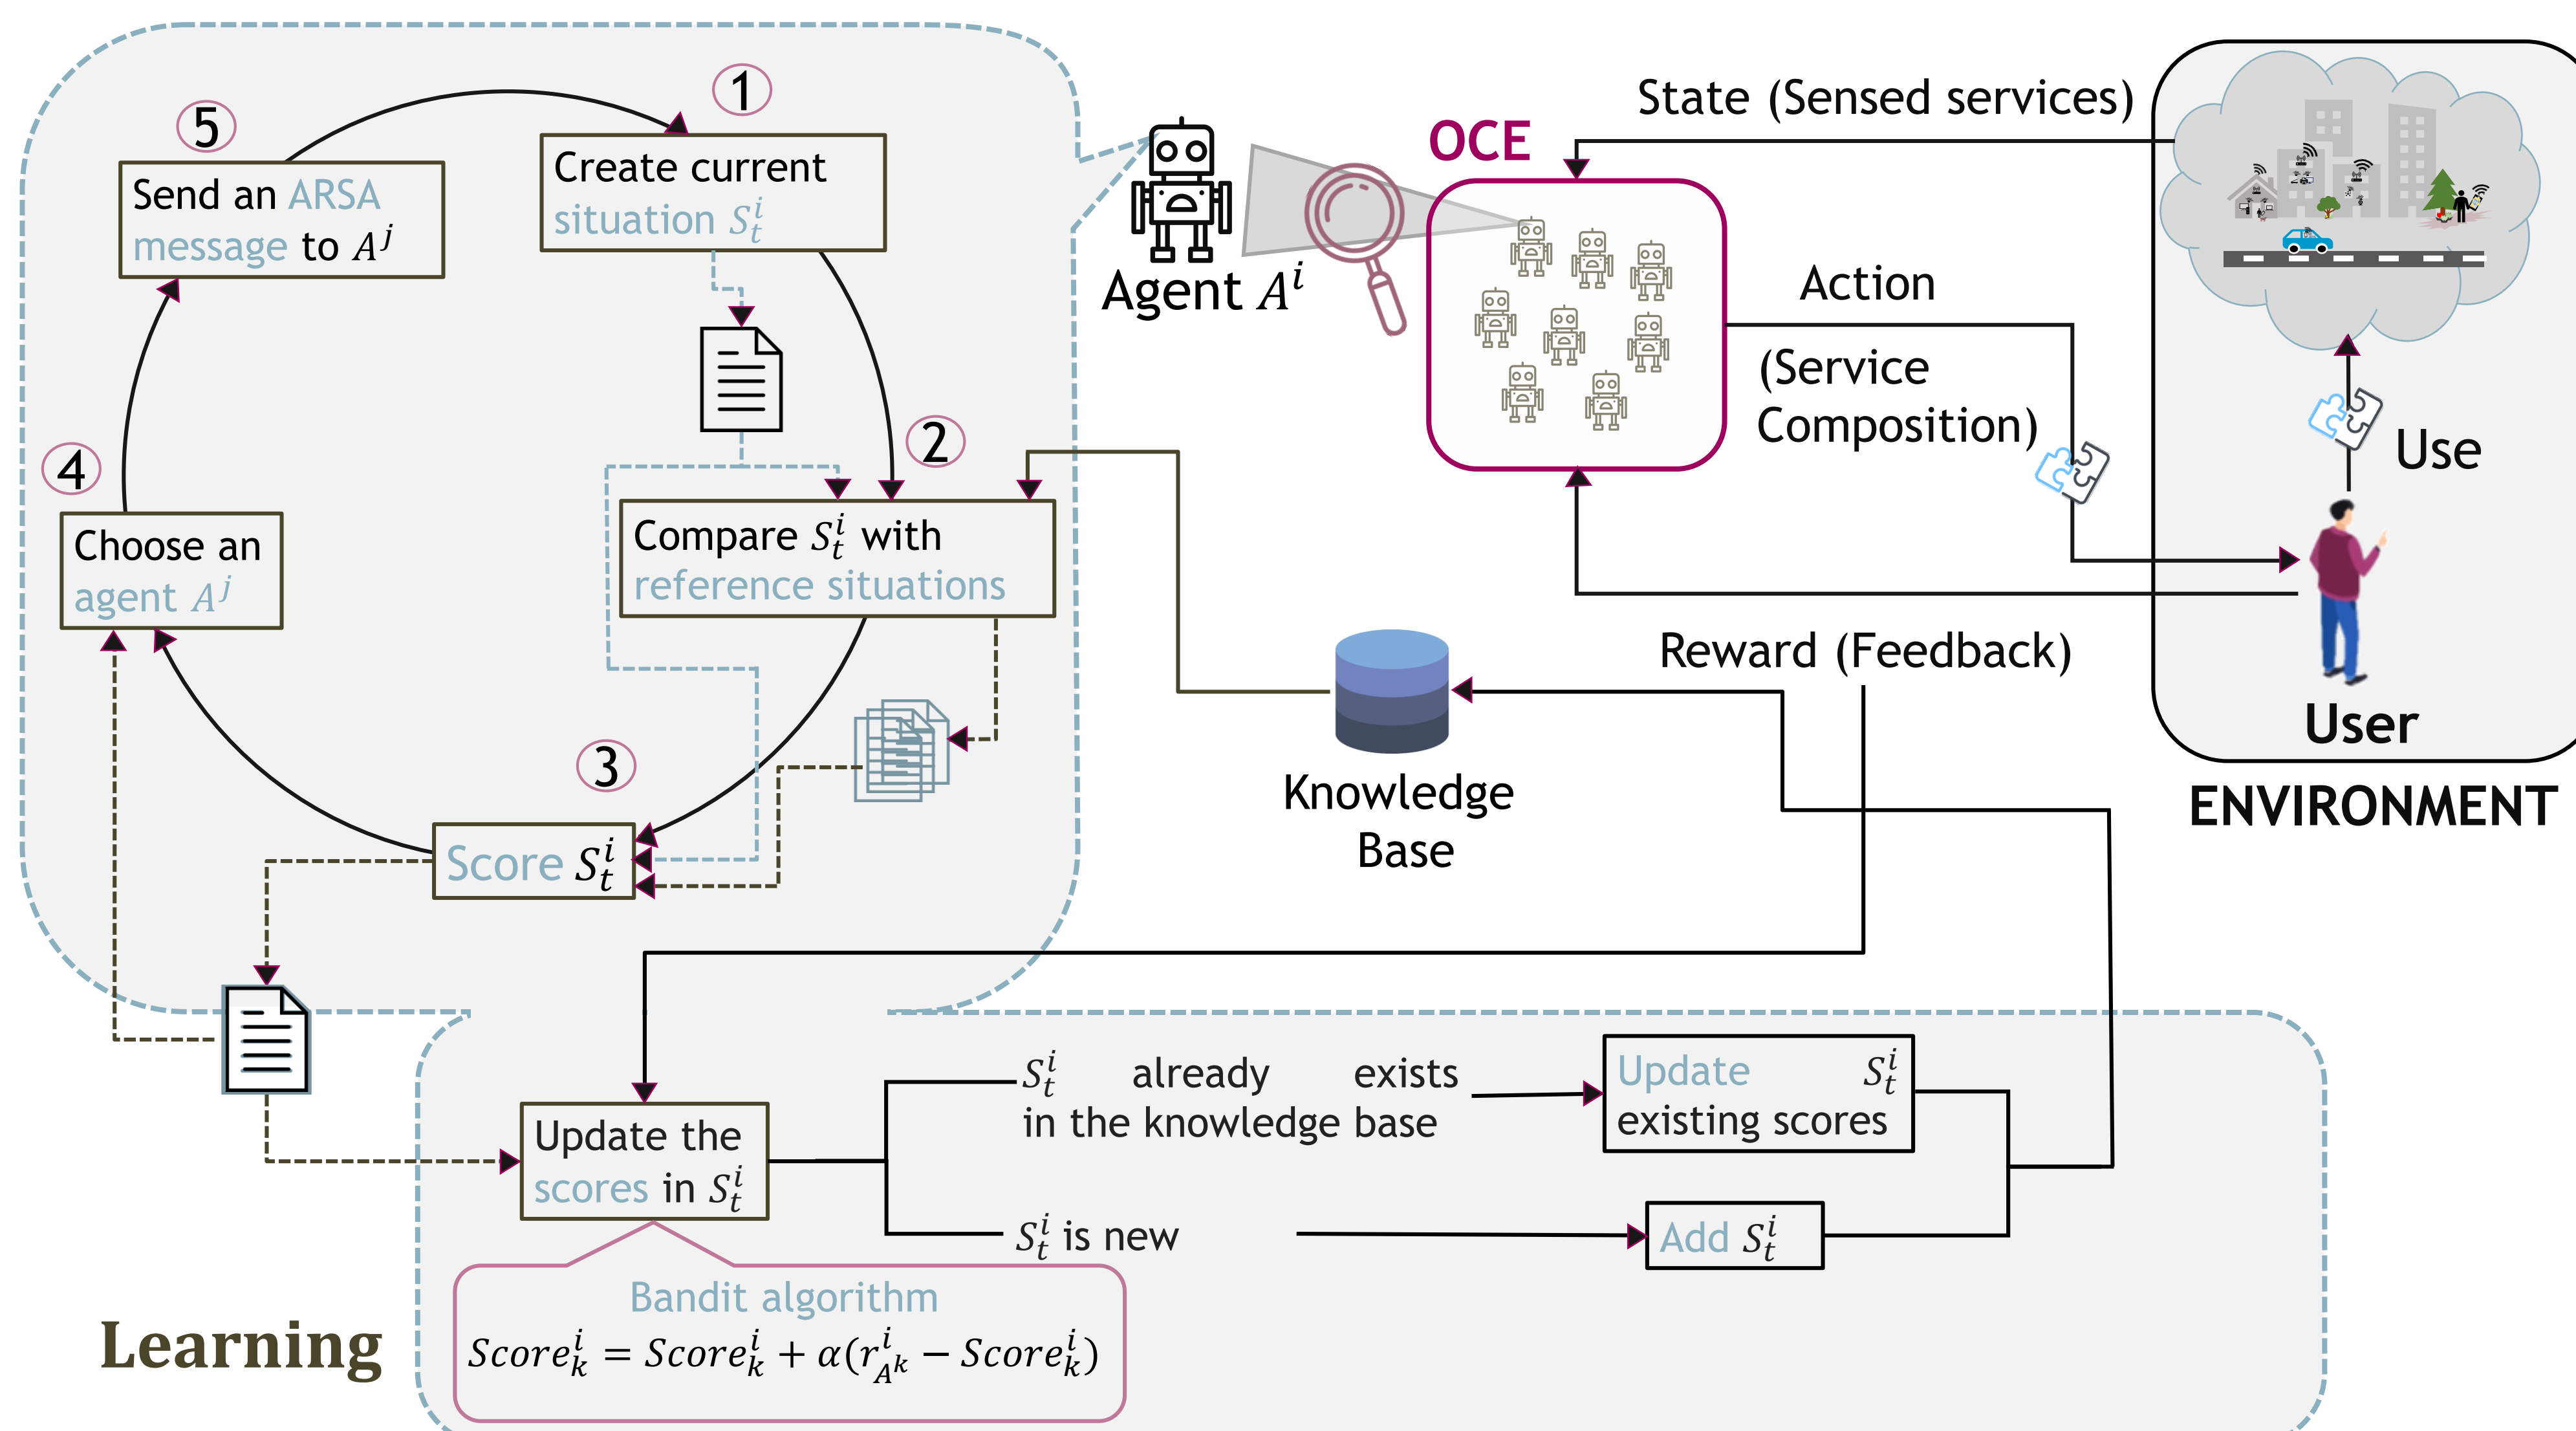 1
Create current
situation S_t^i
2
Compare S_t^i with
reference situations
3
Score S_t^i
4
Choose an
agent A^j
5
Send an ARSA
message to A^j
Agent A^i
OCE
State (Sensed services)
Action
(Service
Composition)
Use
User
ENVIRONMENT
Reward (Feedback)
Knowledge
Base
Update the
scores in S_t^i
S_t^i already exists
in the knowledge base
Update S_t^i
existing scores
S_t^i is new
Add S_t^i
Bandit algorithm
Score_k^i = Score_k^i + α(r_{A^k}^i − Score_k^i)
Learning